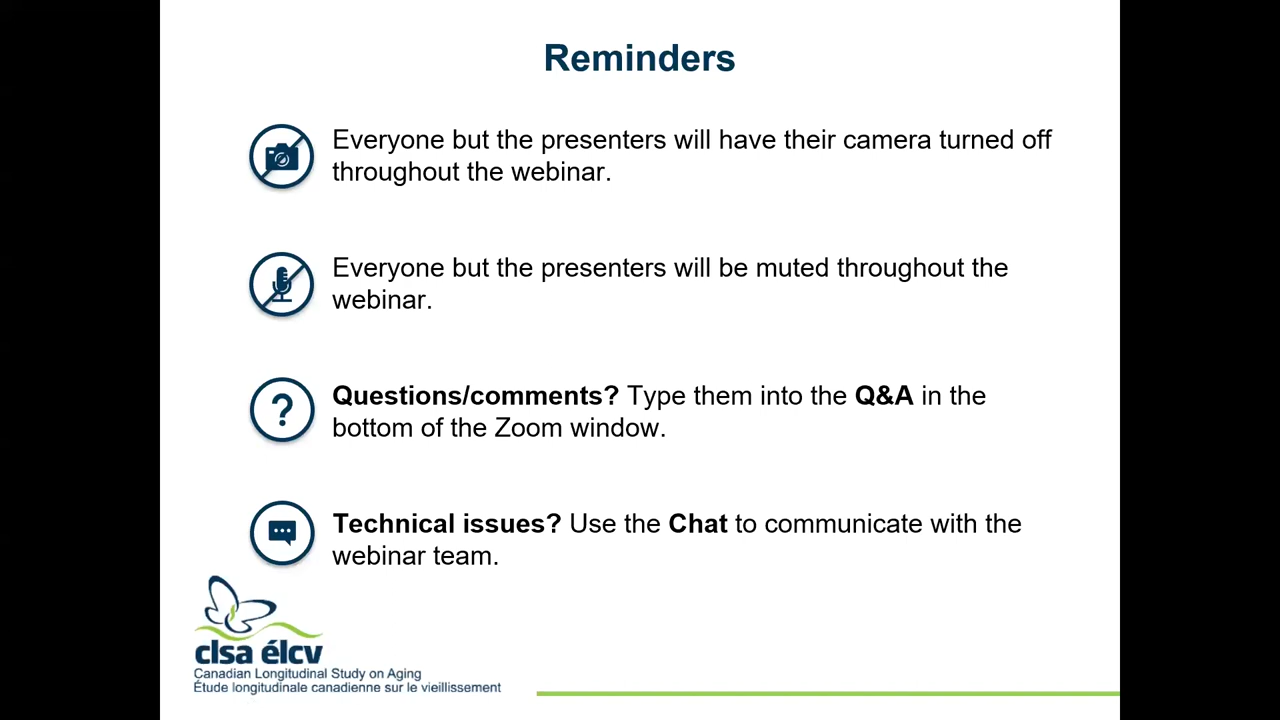 Reminders
Everyone but the presenters will have their camera turned off
throughout the webinar.
Everyone but the presenters will be muted throughout the
webinar.
Questions/comments? Type them into the Q&A in the
bottom of the Zoom window.
Technical issues? Use the Chat to communicate with the
webinar team.
clsa élcv
Canadian Longitudinal Study on Aging
Étude longitudinale canadienne sur le vieillissement